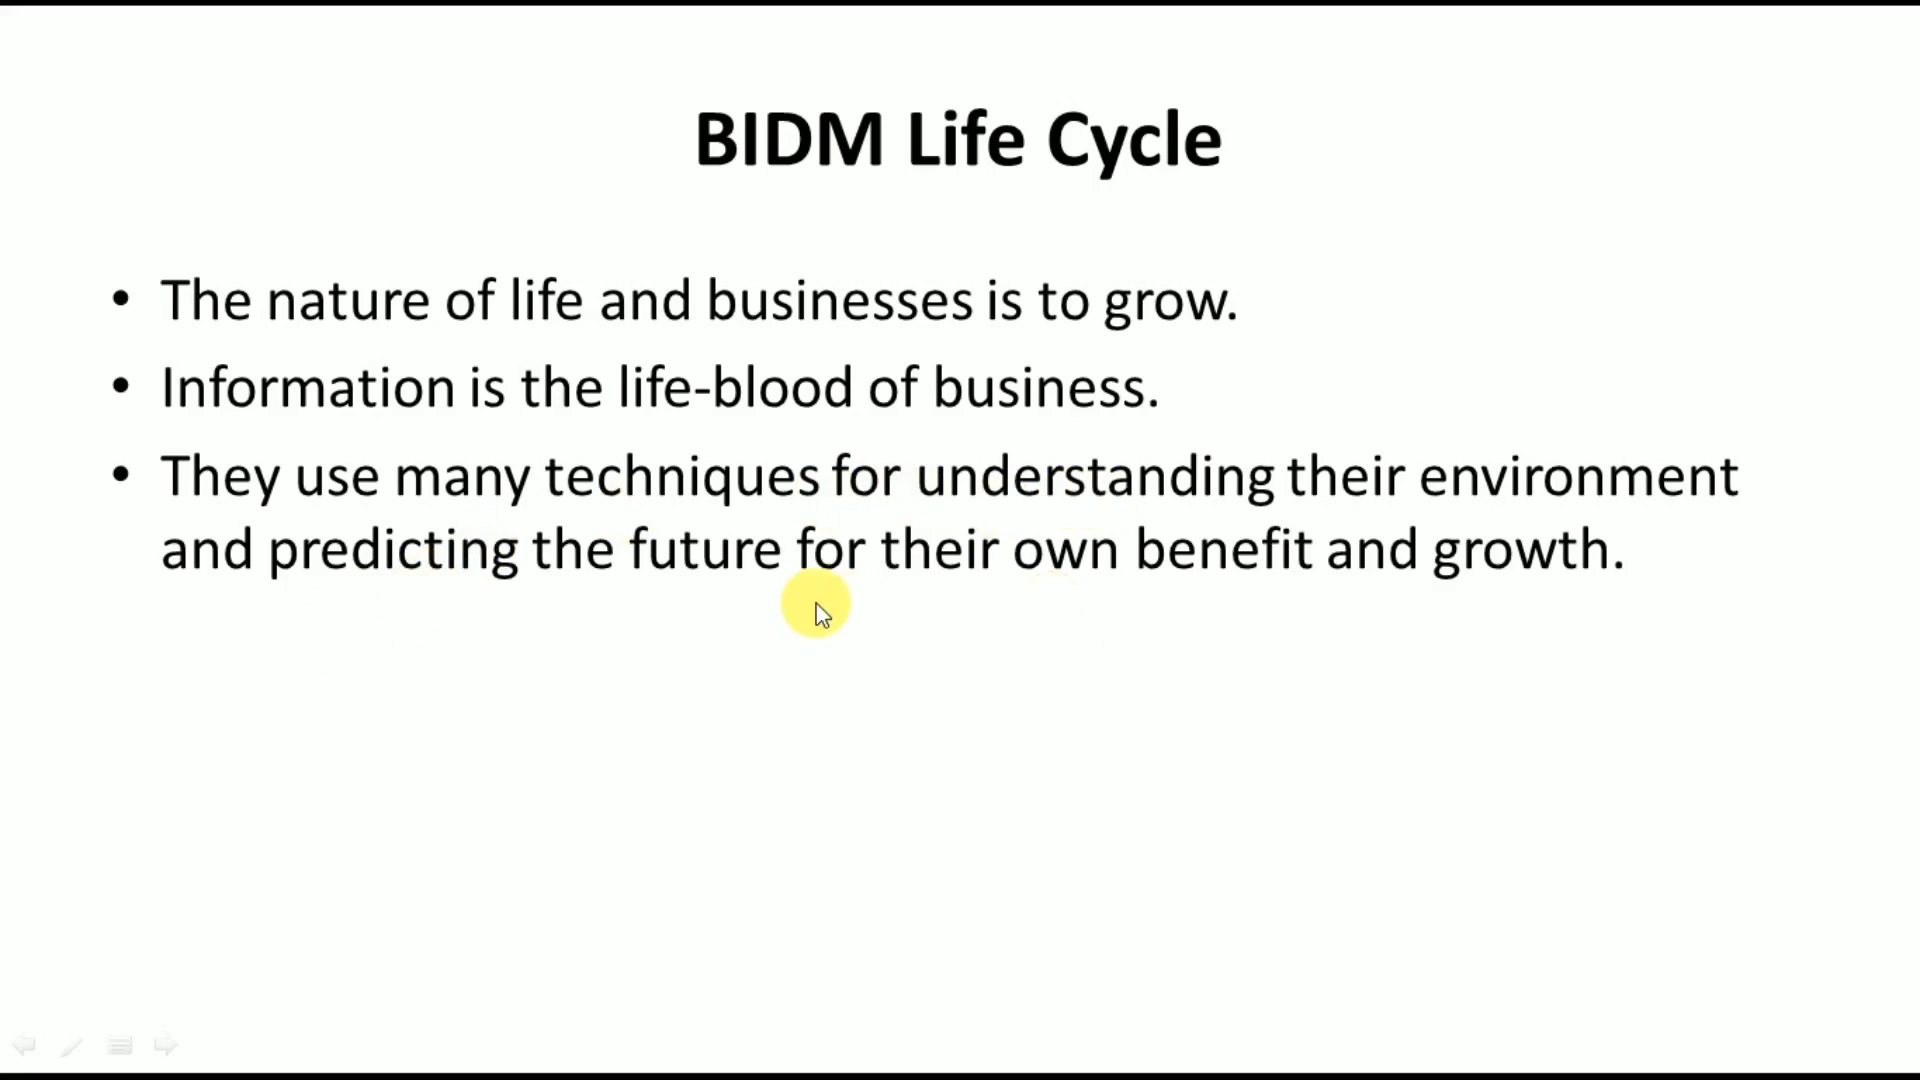 BIDM Life Cycle
• The nature of life and businesses is to grow.
• Information is the life-blood of business.
• They use many techniques for understanding their environment
and predicting the future for their own benefit and growth.